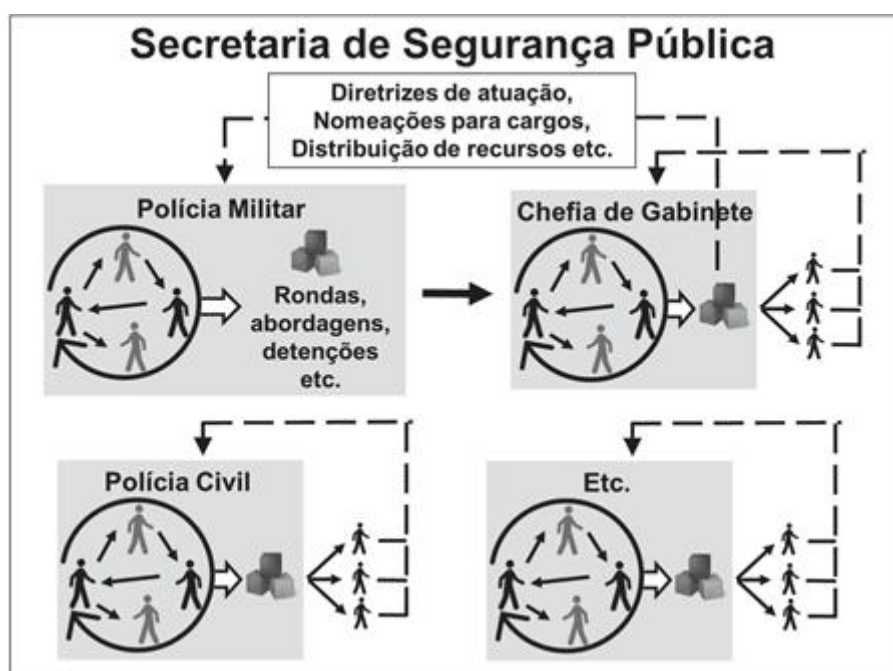 Secretaria de Segurança Pública
Diretrizes de atuação,
Nomeações para cargos,
Distribuição de recursos etc.
Polícia Militar
Rondas,
abordagens,
detenções
etc.
Chefia de Gabinete
Polícia Civil
Etc.